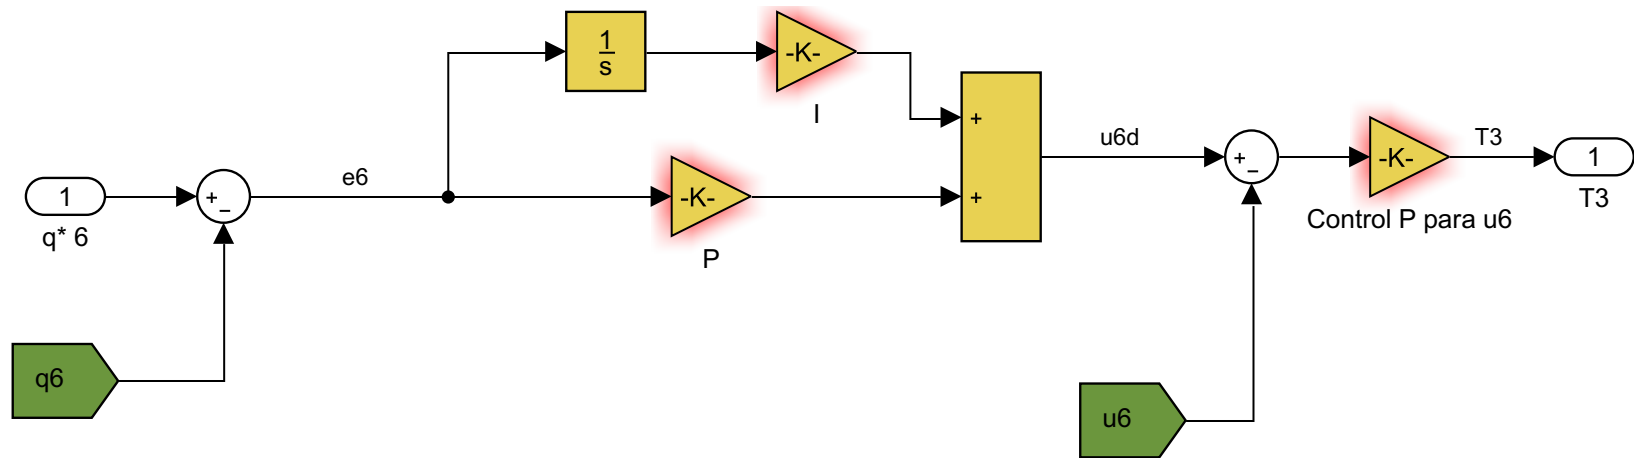 1
s
-K-
I
+
u6d
+
-K-
T3
1
T3
Control P para u6
−
e6
1
q* 6
+
−
-K-
P
+
q6
u6